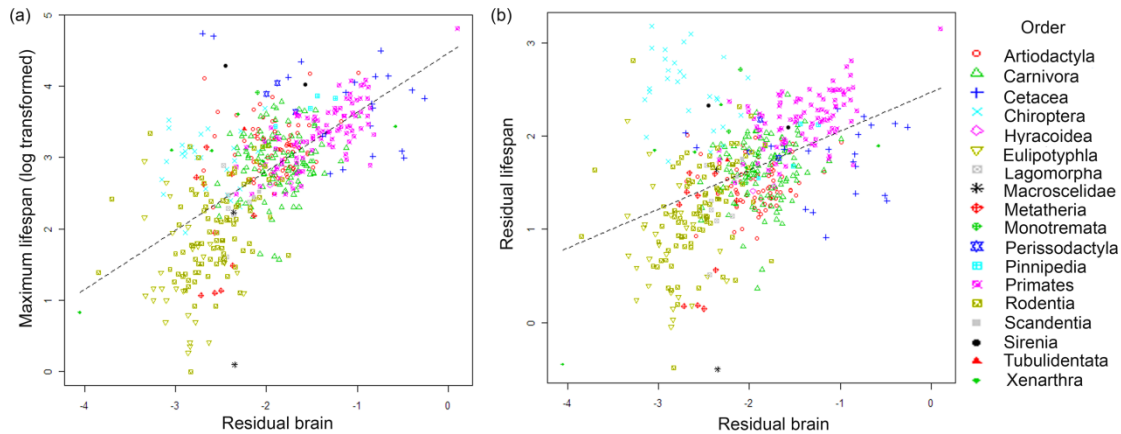 (a)
Maximum lifespan (log transformed)
5
4
3
2
1
0
-4
-3
-2
-1
0
Residual brain
(b)
Residual lifespan
3
2
1
0
-4
-3
-2
-1
0
Residual brain
Order
Artiodactyla
Carnivora
Cetacea
Chiroptera
Hyracoidea
Eulipotyphla
Lagomorpha
Macroscelidae
Metatheria
Monotremata
Perissodactyla
Pinnipedia
Primates
Rodentia
Scandentia
Sirenia
Tubulidentata
Xenarthra